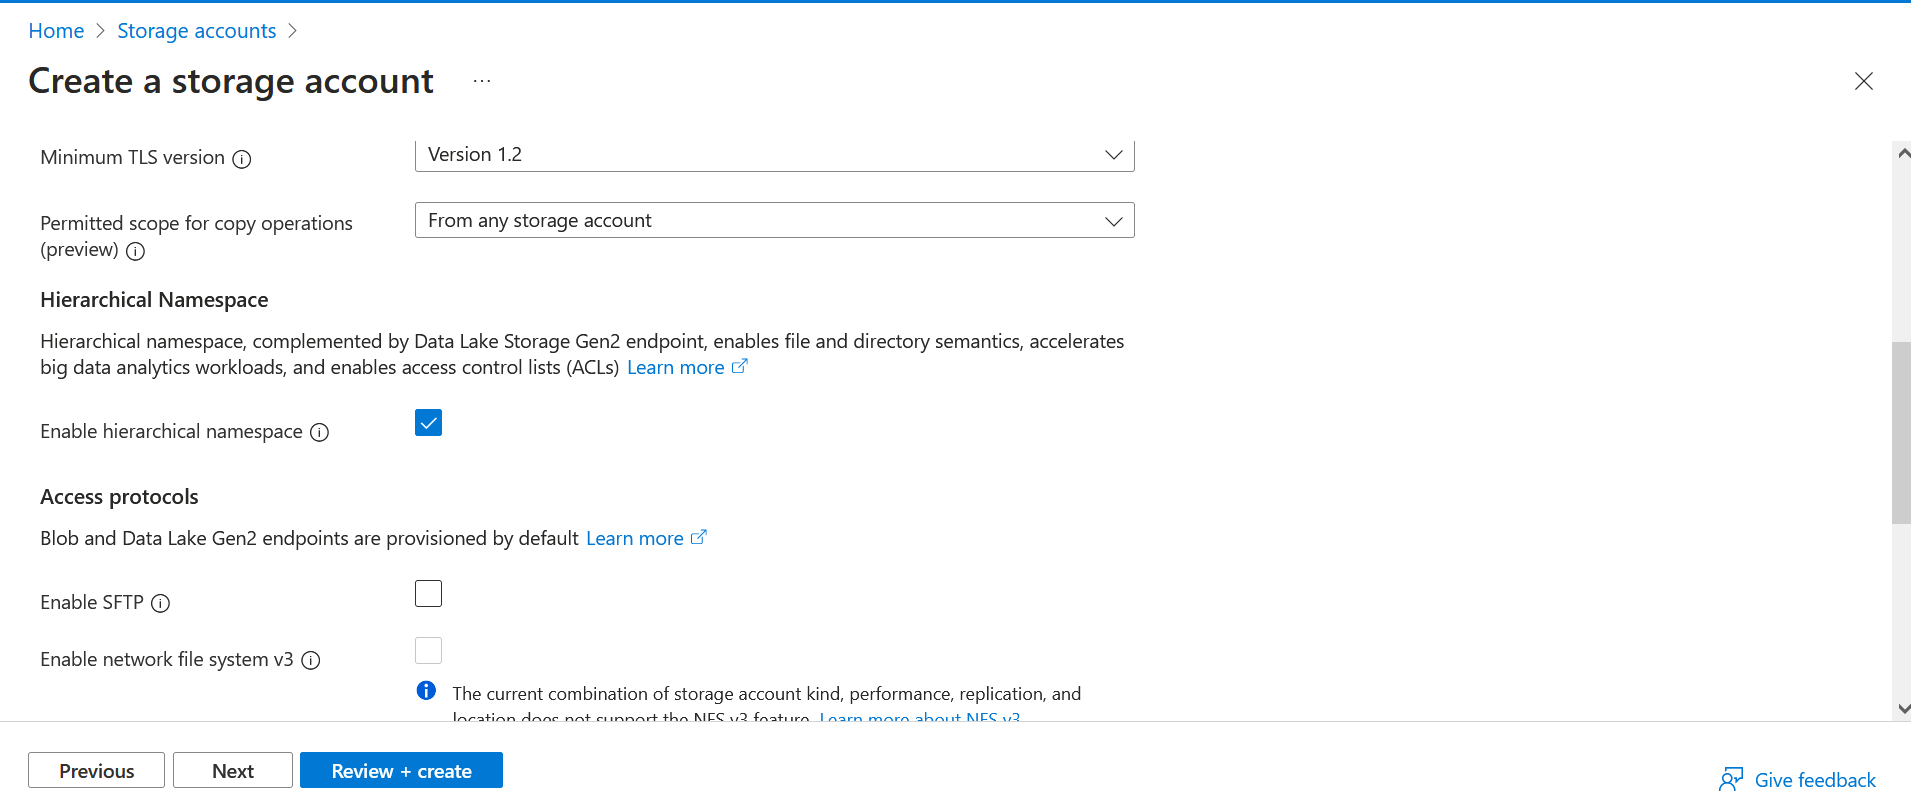 Home > Storage accounts >
Create a storage account ...
Minimum TLS version
Version 1.2
Permitted scope for copy operations
(preview)
From any storage account
Hierarchical Namespace
Hierarchical namespace, complemented by Data Lake Storage Gen2 endpoint, enables file and directory semantics, accelerates
big data analytics workloads, and enables access control lists (ACLs) Learn more
Enable hierarchical namespace
Access protocols
Blob and Data Lake Gen2 endpoints are provisioned by default Learn more
Enable SFTP
Enable network file system v3
The current combination of storage account kind, performance, replication, and
location does not support the NFS v3 feature. Learn more about NFS v3
Previous
Next
Review + create
Give feedback